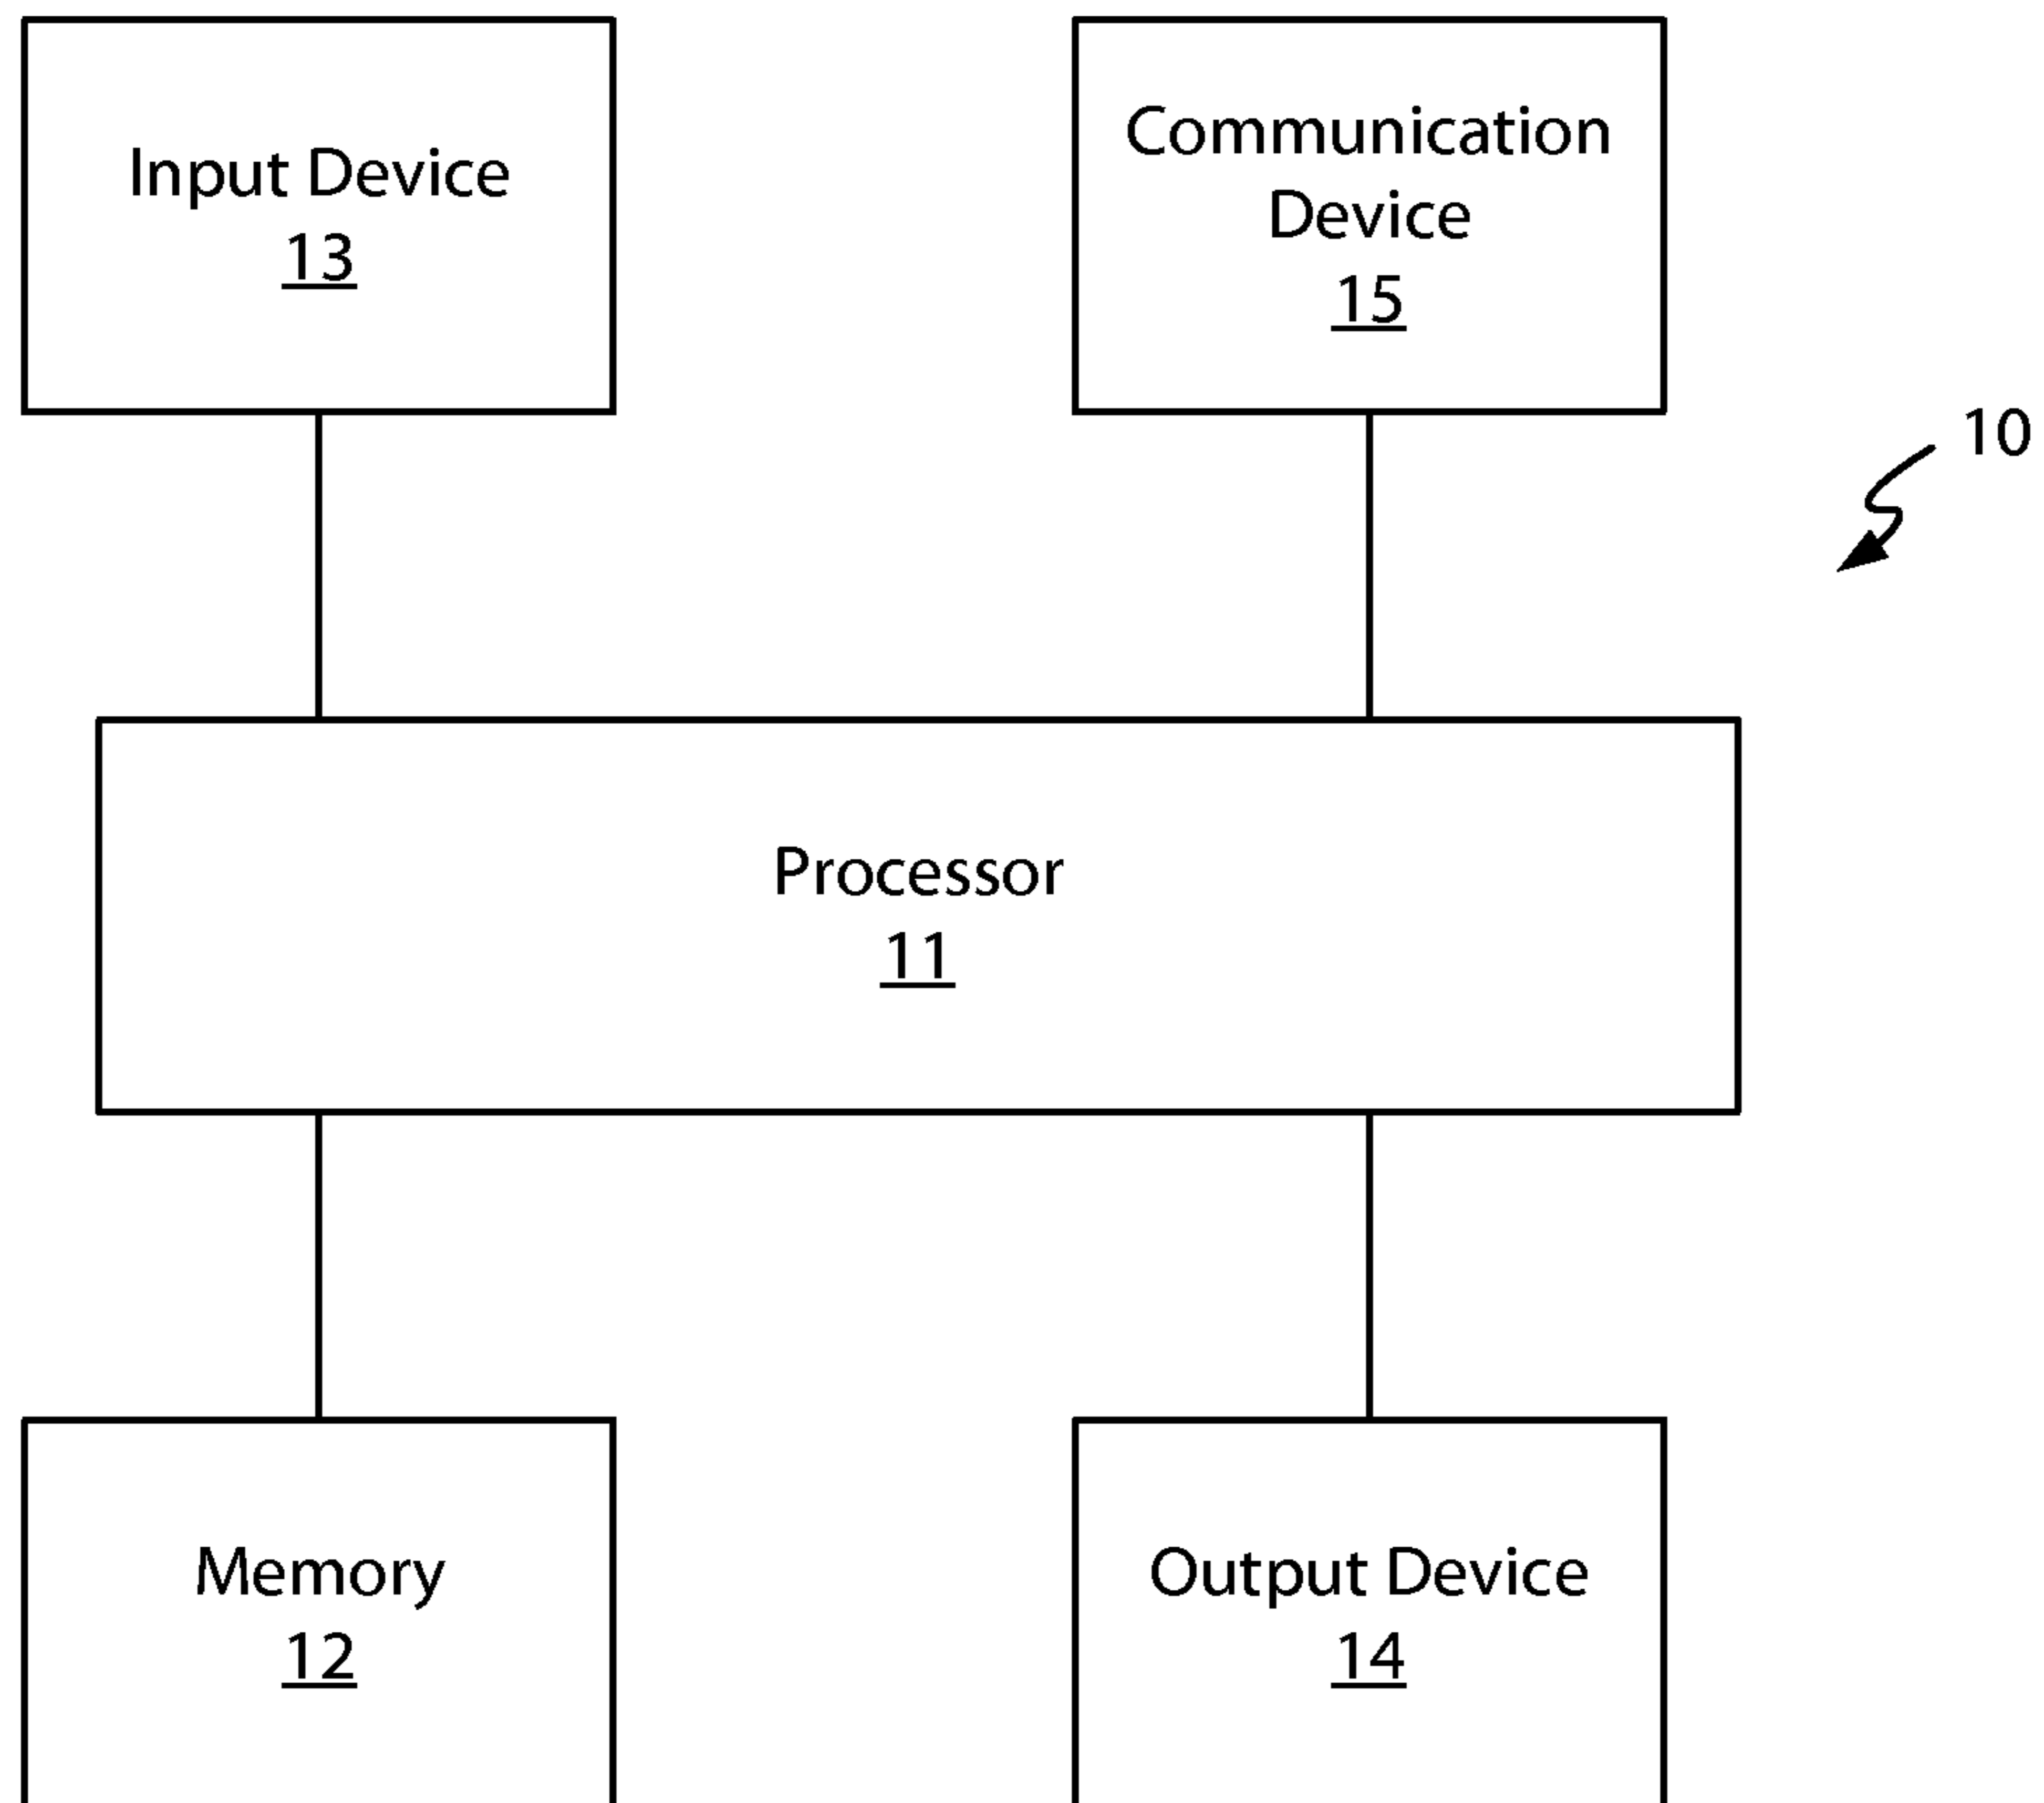 Input Device
13
Communication
Device
15
10
Processor
11
Memory
12
Output Device
14